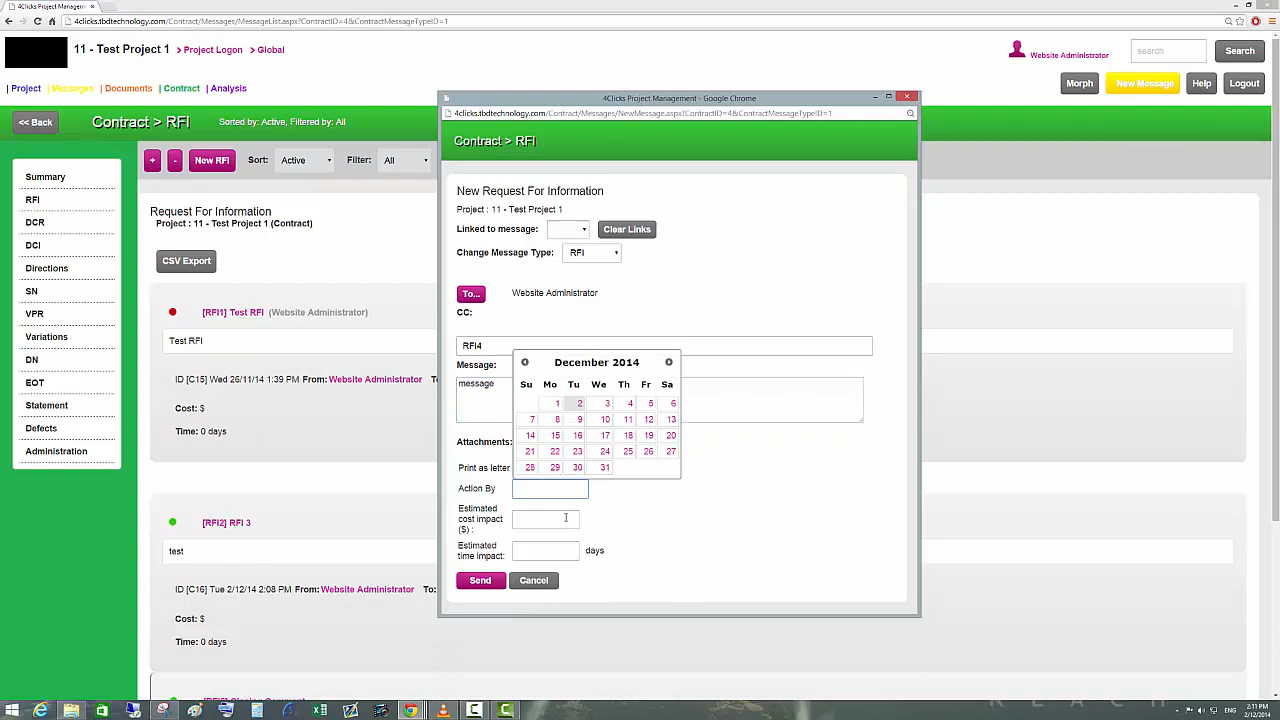 4Clicks Project Management
4clicks.tbdtechnology.com/Contract/Messages/MessageList.aspx?ContractID=4&ContractMessageTypeID=1
11 - Test Project 1 > Project Logon > Global
Website Administrator
search
Search
| Project | Messages | Documents | Contract | Analysis
Morph
New Message
Help
Logout
<< Back
Contract > RFI
Sorted by: Active, Filtered by: All
+
-
New RFI
Sort:
Active
Filter:
All
Summary
RFI
DCR
DCI
Directions
SN
VPR
Variations
DN
EOT
Statement
Defects
Administration
Request For Information
Project : 11 - Test Project 1 (Contract)
CSV Export
[RFI1] Test RFI (Website Administrator)
Test RFI
ID [C15] Wed 26/11/14 1:39 PM From: Website Administrator
Cost: $
Time: 0 days
[RFI2] RFI 3
test
ID [C16] Tue 2/12/14 2:08 PM From: Website Administrator To:
Cost: $
Time: 0 days
4Clicks Project Management - Google Chrome
4clicks.tbdtechnology.com/Contract/Messages/NewMessage.aspx?ContractID=4&ContractMessageTypeID=1
Contract > RFI
New Request For Information
Project : 11 - Test Project 1
Linked to message:
Clear Links
Change Message Type:
RFI
To...
Website Administrator
CC:
RFI4
Message:
message
December 2014
Su Mo Tu We Th Fr Sa
1 2 3 4 5 6
7 8 9 10 11 12 13
14 15 16 17 18 19 20
21 22 23 24 25 26 27
28 29 30 31
Attachments:
Print as letter
Action By
Estimated
cost impact
($) :
Estimated
time impact:
days
Send
Cancel
ENG
2:11 PM
2/12/2014